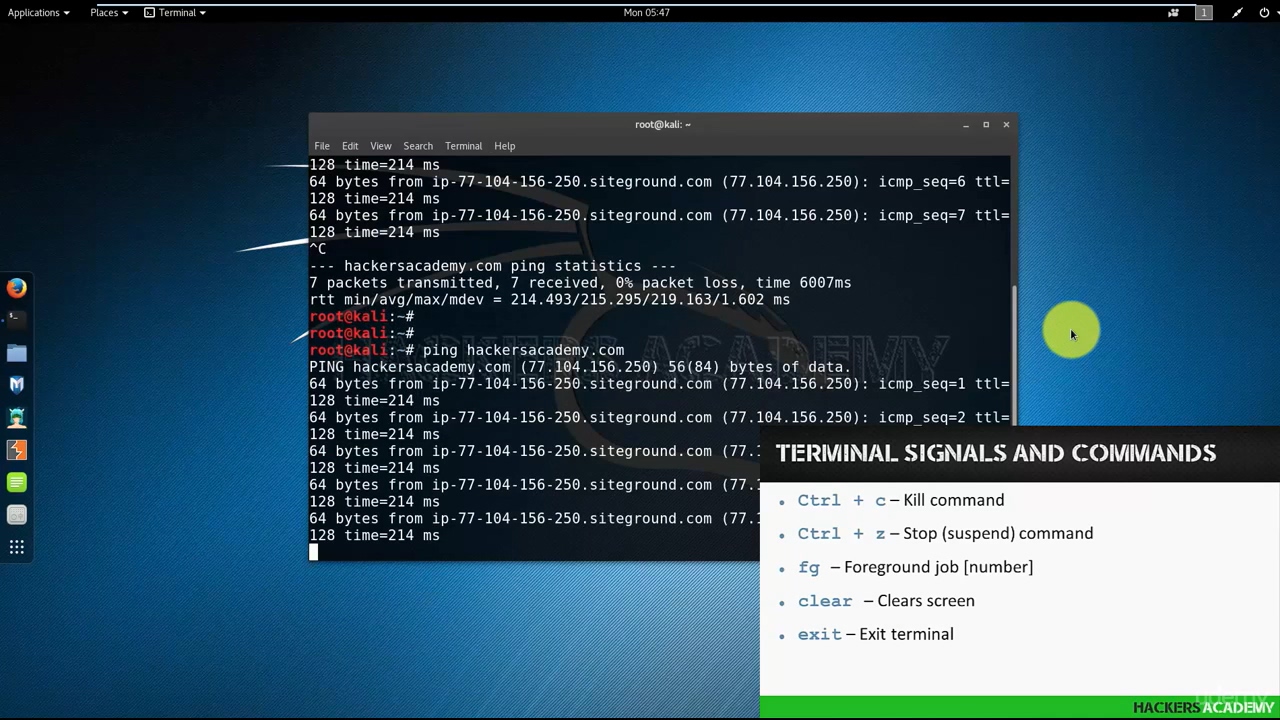 Applications Places Terminal Mon 05:47 1
root@kali: ~
File Edit View Search Terminal Help
128 time=214 ms
64 bytes from ip-77-104-156-250.siteground.com (77.104.156.250): icmp_seq=6 ttl=
128 time=214 ms
64 bytes from ip-77-104-156-250.siteground.com (77.104.156.250): icmp_seq=7 ttl=
128 time=214 ms
^C
--- hackersacademy.com ping statistics ---
7 packets transmitted, 7 received, 0% packet loss, time 6007ms
rtt min/avg/max/mdev = 214.493/215.295/219.163/1.602 ms
root@kali:~#
root@kali:~#
root@kali:~# ping hackersacademy.com
PING hackersacademy.com (77.104.156.250) 56(84) bytes of data.
64 bytes from ip-77-104-156-250.siteground.com (77.104.156.250): icmp_seq=1 ttl=
128 time=214 ms
64 bytes from ip-77-104-156-250.siteground.com (77.104.156.250): icmp_seq=2 ttl=
128 time=214 ms
64 bytes from ip-77-104-156-250.siteground.com (77.1
128 time=214 ms
64 bytes from ip-77-104-156-250.siteground.com (77.1
128 time=214 ms
64 bytes from ip-77-104-156-250.siteground.com (77.1
128 time=214 ms
HACKERS ACADEMY
TERMINAL SIGNALS AND COMMANDS
• Ctrl + c – Kill command
• Ctrl + z – Stop (suspend) command
• fg – Foreground job [number]
• clear – Clears screen
• exit – Exit terminal
udemy
HACKERS ACADEMY